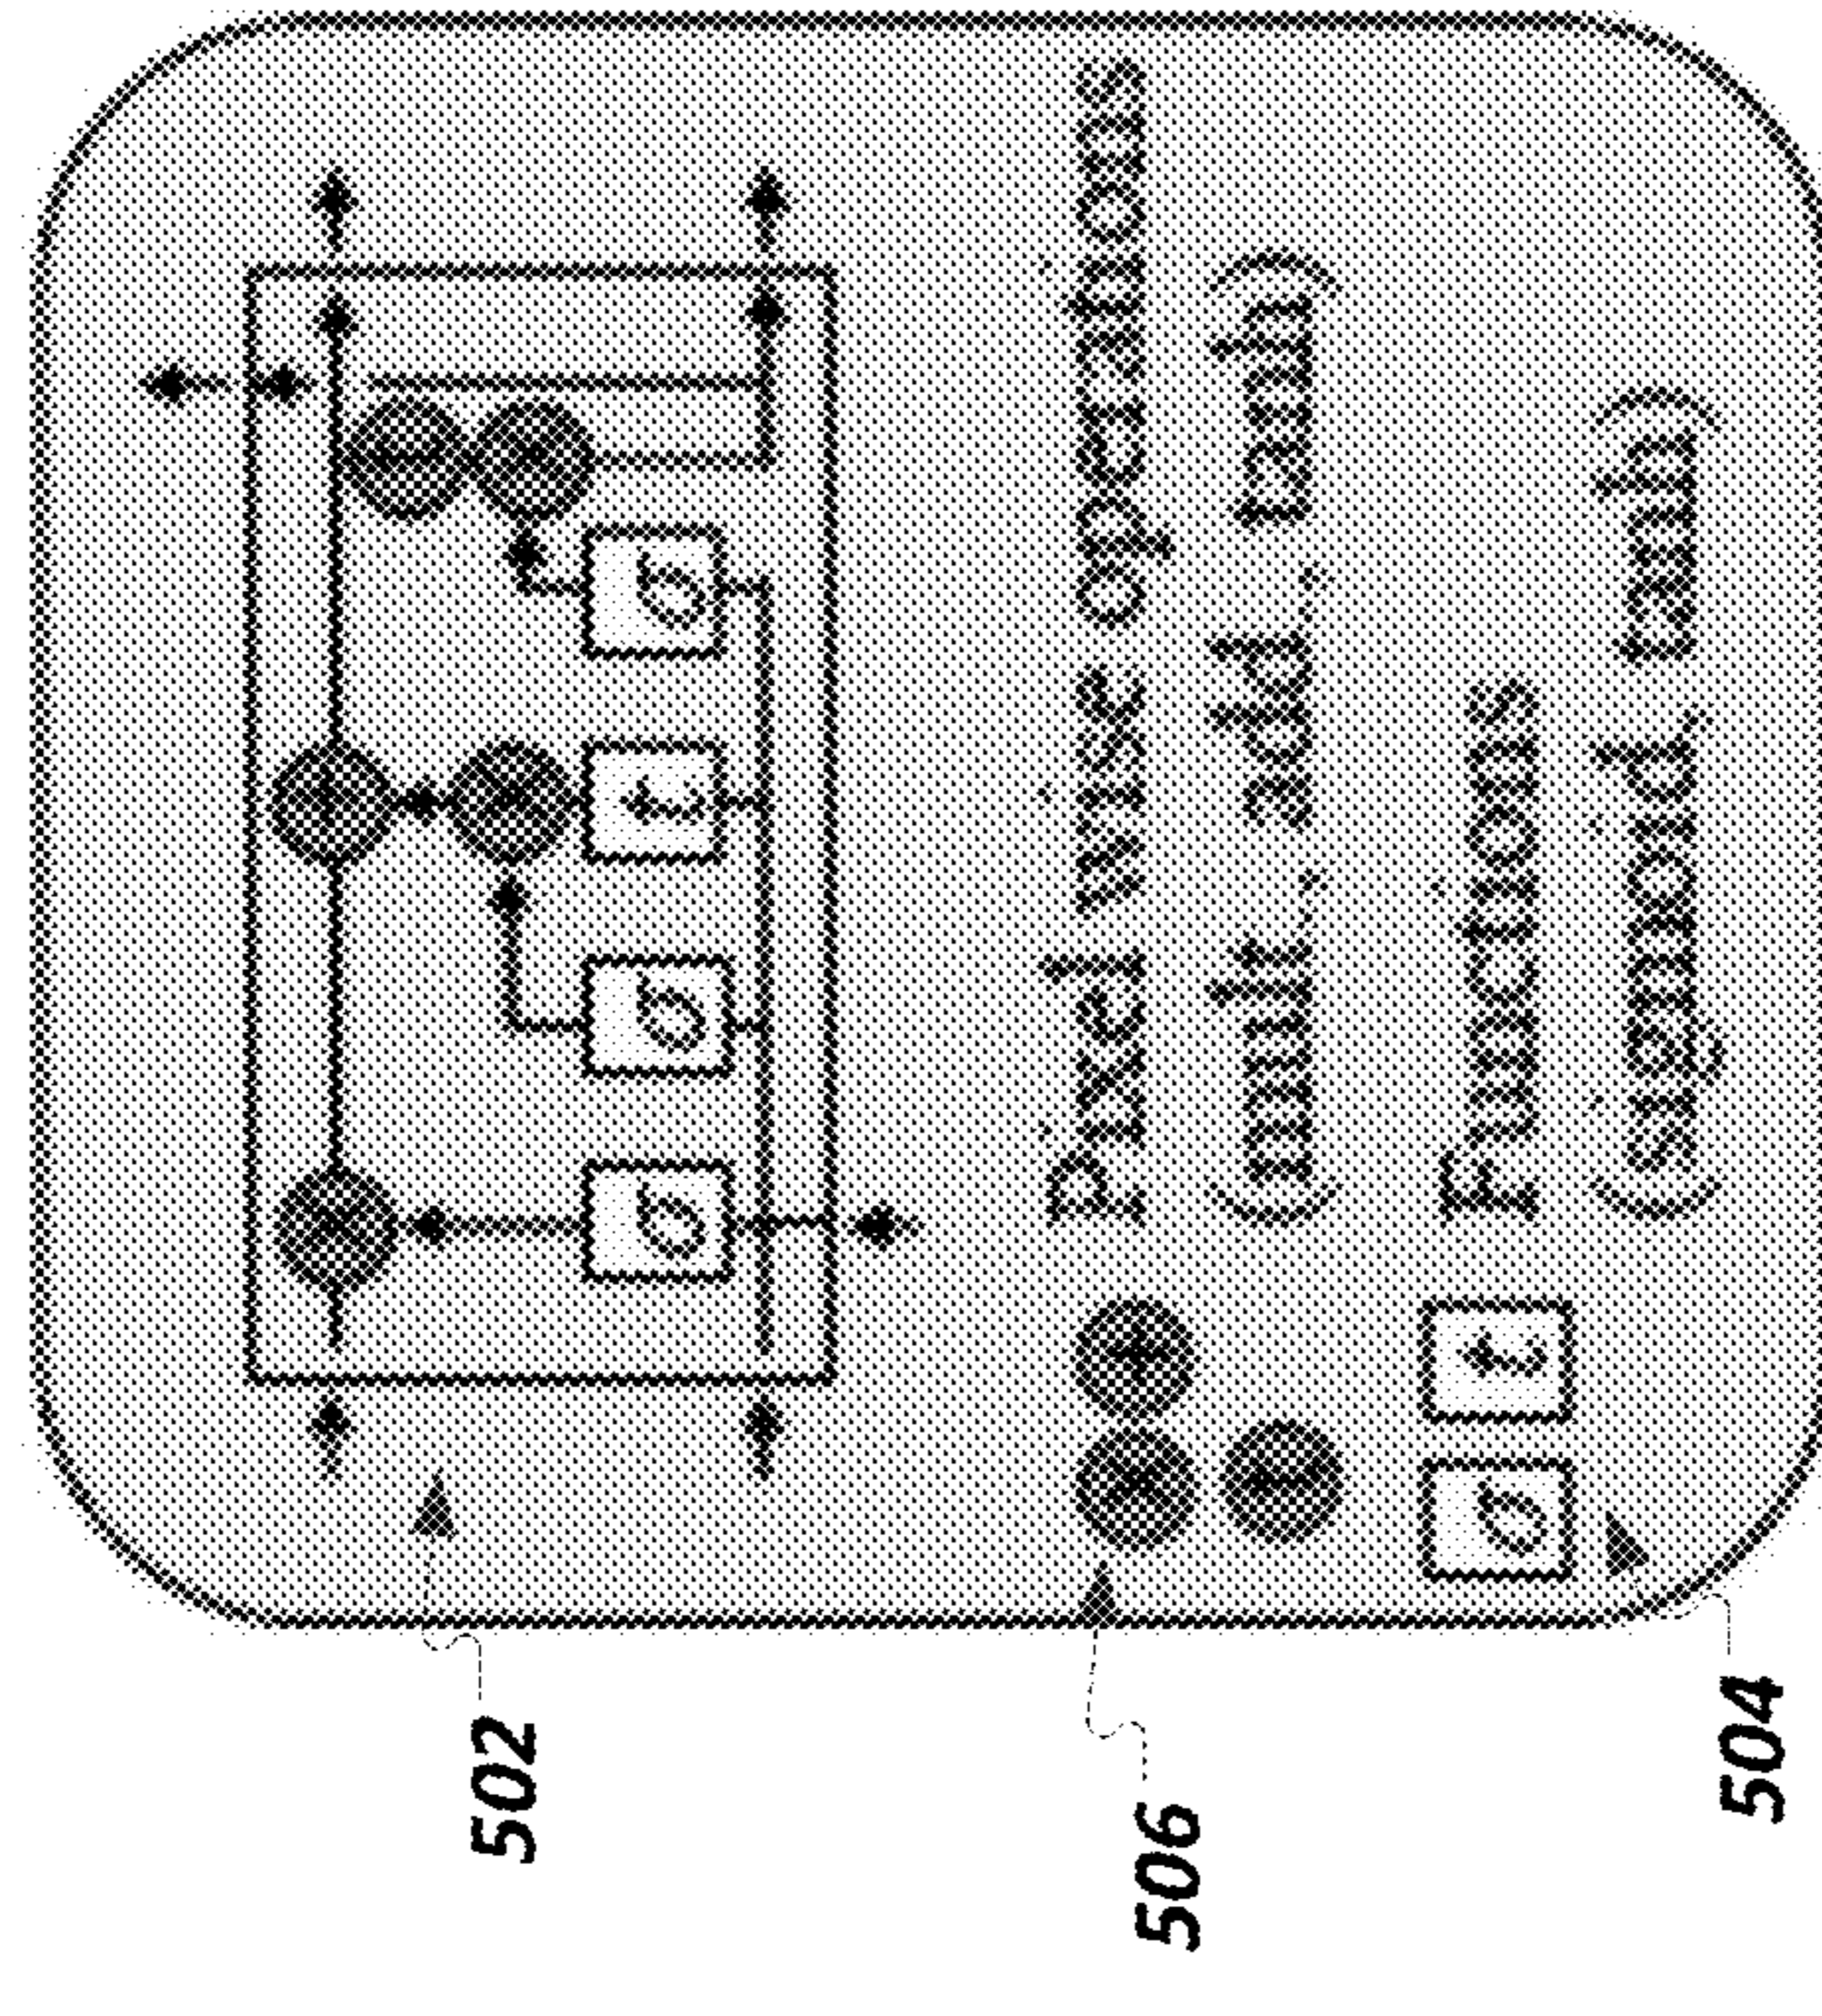 502
× +
×
×
σ σ t σ
506
× + Pixel wise operations
(mult., add., tanh)
504
σ t Functions
(sigmoid, tanh)